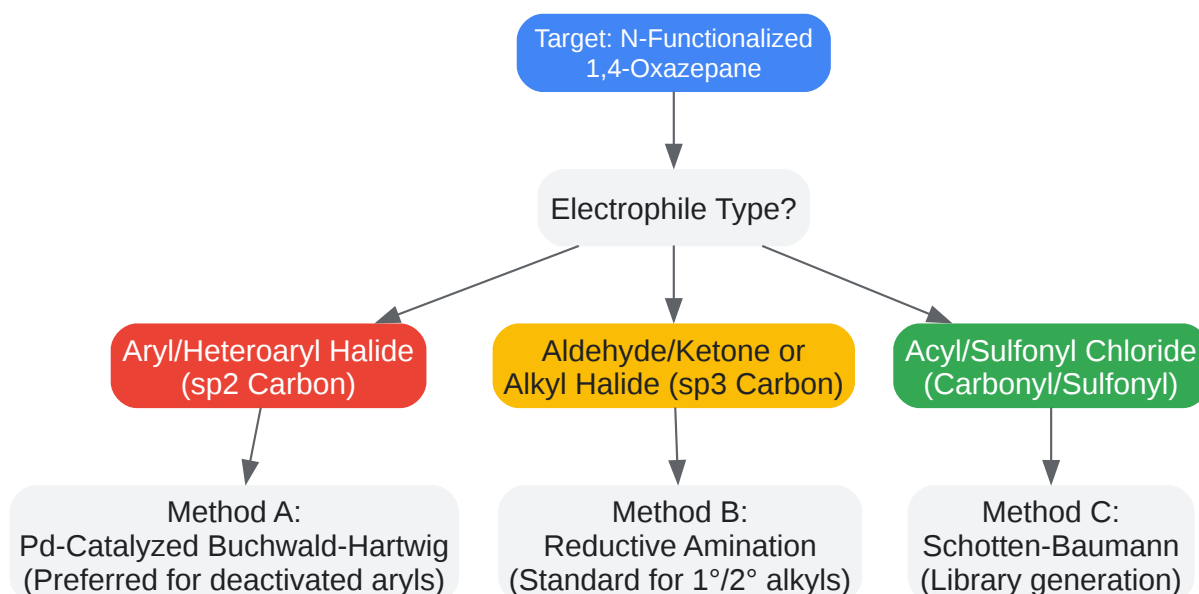 Target: N-Functionalized
1,4-Oxazepane
Electrophile Type?
Aryl/Heteroaryl Halide
(sp2 Carbon)
Aldehyde/Ketone or
Alkyl Halide (sp3 Carbon)
Acyl/Sulfonyl Chloride
(Carbonyl/Sulfonyl)
Method A:
Pd-Catalyzed Buchwald-Hartwig
(Preferred for deactivated aryls)
Method B:
Reductive Amination
(Standard for 1°/2° alkyls)
Method C:
Schotten-Baumann
(Library generation)